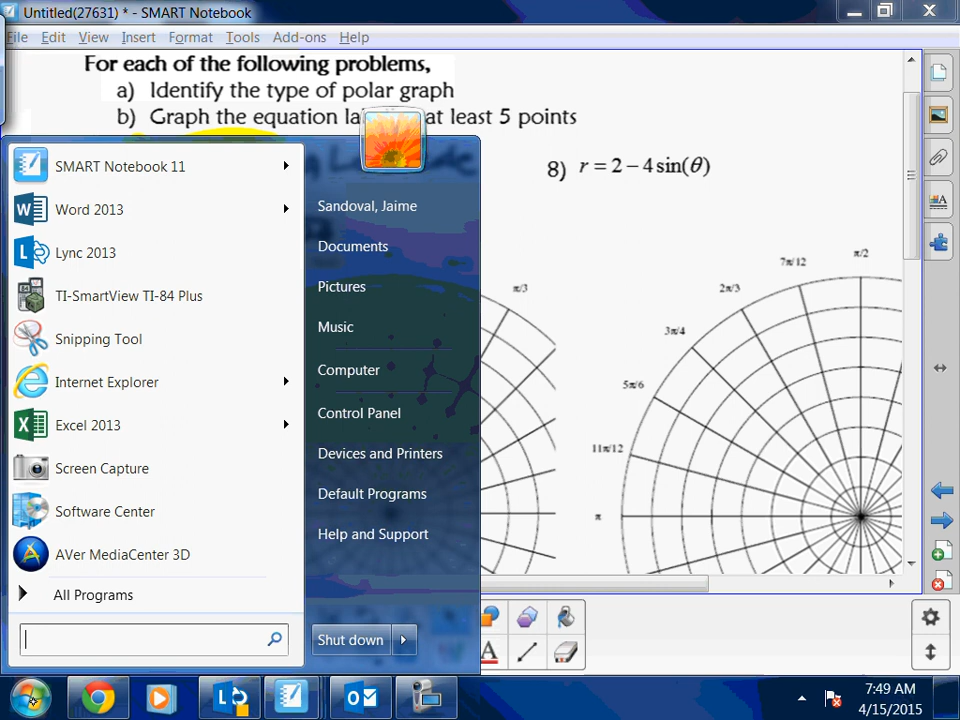 Untitled(27631) * - SMART Notebook
File Edit View Insert Format Tools Add-ons Help
For each of the following problems,
a) Identify the type of polar graph
b) Graph the equation at least 5 points
8) r = 2 − 4 sin(θ)
SMART Notebook 11
Word 2013
Lync 2013
TI-SmartView TI-84 Plus
Snipping Tool
Internet Explorer
Excel 2013
Screen Capture
Software Center
AVer MediaCenter 3D
All Programs
Sandoval, Jaime
Documents
Pictures
Music
Computer
Control Panel
Devices and Printers
Default Programs
Help and Support
Shut down
π/3
π/2
7π/12
2π/3
3π/4
5π/6
11π/12
π
7:49 AM
4/15/2015